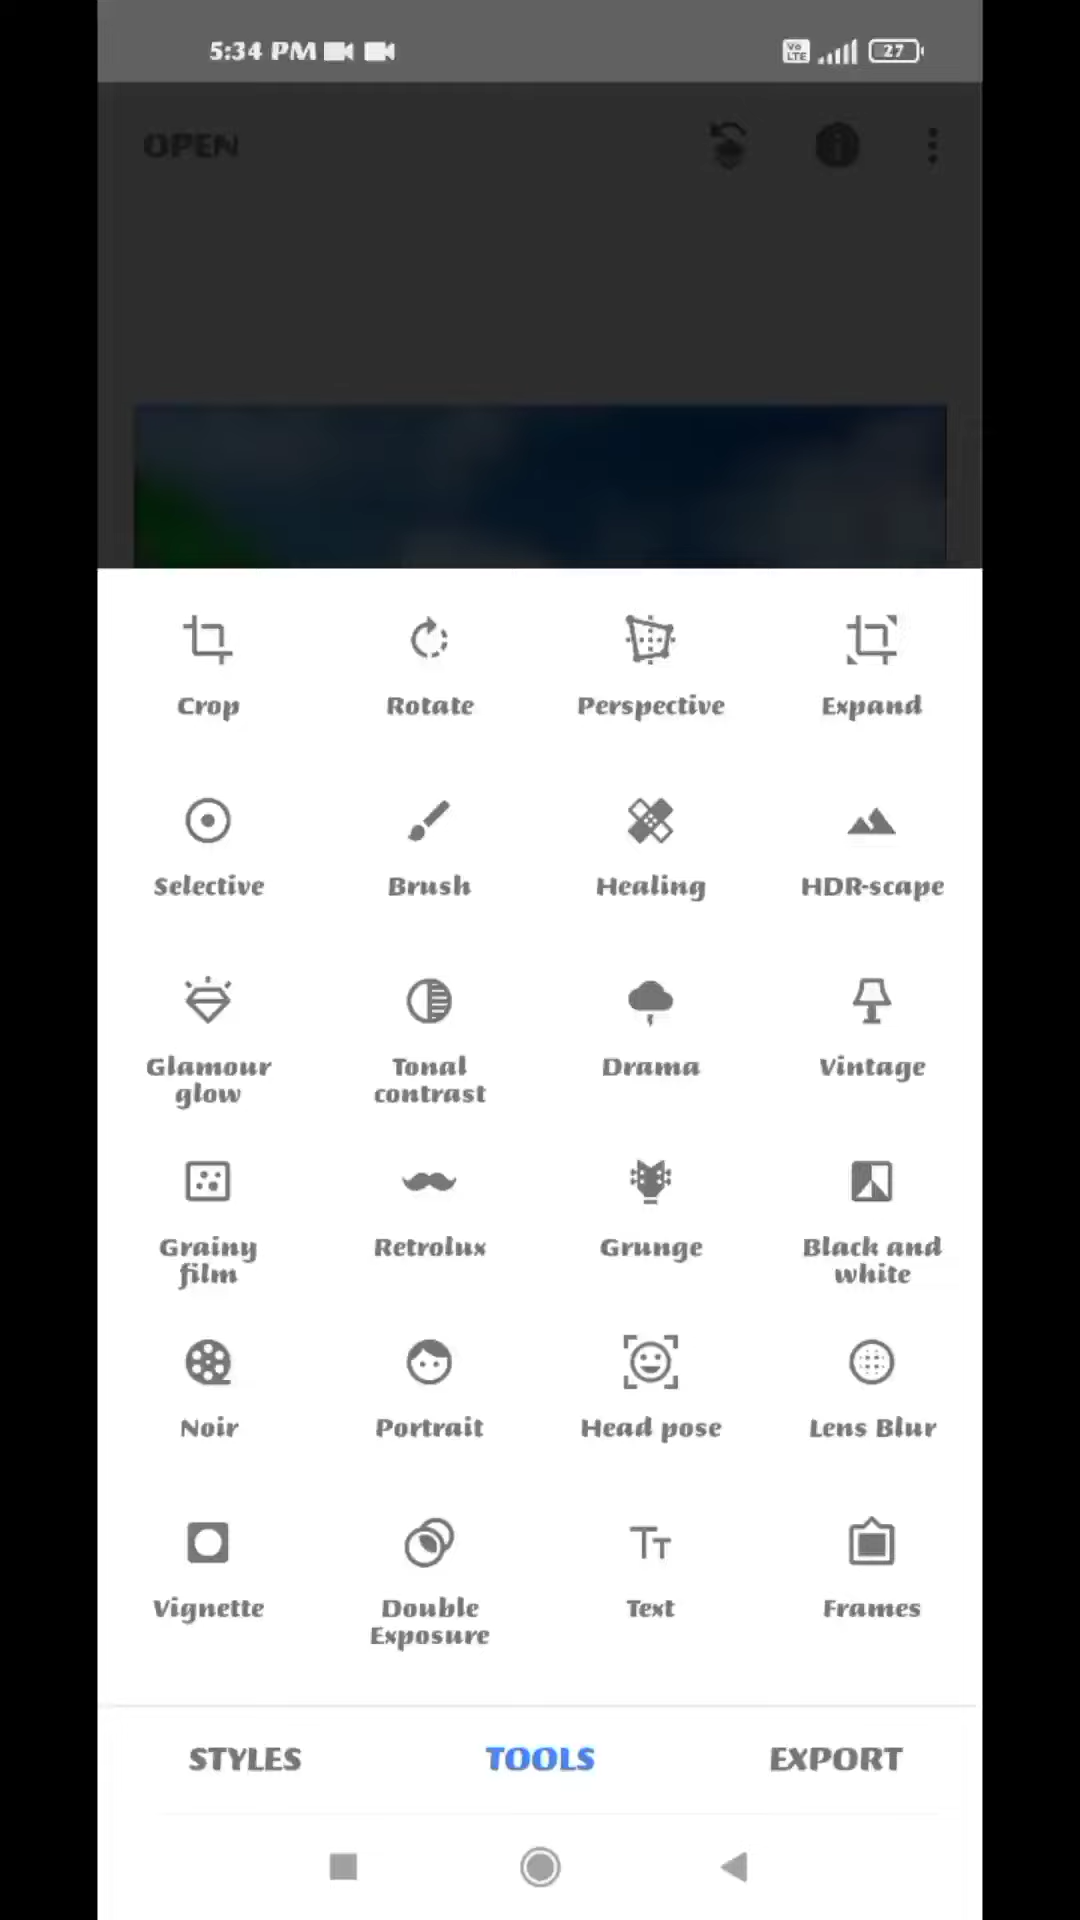 5:34 PM
Vo
LTE
27
OPEN
Crop Rotate Perspective Expand
Selective Brush Healing HDR-scape
Glamour
glow
Tonal
contrast
Drama
Vintage
Grainy
film
Retrolux
Grunge
Black and
white
Noir Portrait Head pose Lens Blur
Vignette
Double
Exposure
Text
Frames
STYLES TOOLS EXPORT